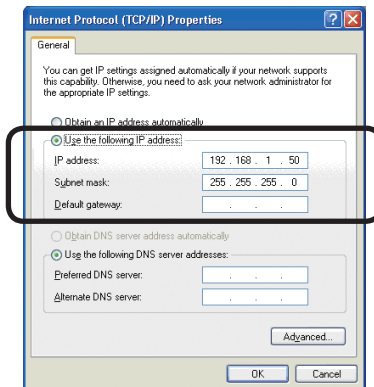 Internet Protocol (TCP/IP) Properties
General
You can get IP settings assigned automatically if your network supports
this capability. Otherwise, you need to ask your network administrator for
the appropriate IP settings.
Obtain an IP address automatically
Use the following IP address:
IP address: 192 . 168 . 1 . 50
Subnet mask: 255 . 255 . 255 . 0
Default gateway: . . .
Obtain DNS server address automatically
Use the following DNS server addresses:
Preferred DNS server: . . .
Alternate DNS server: . . .
Advanced...
OK Cancel